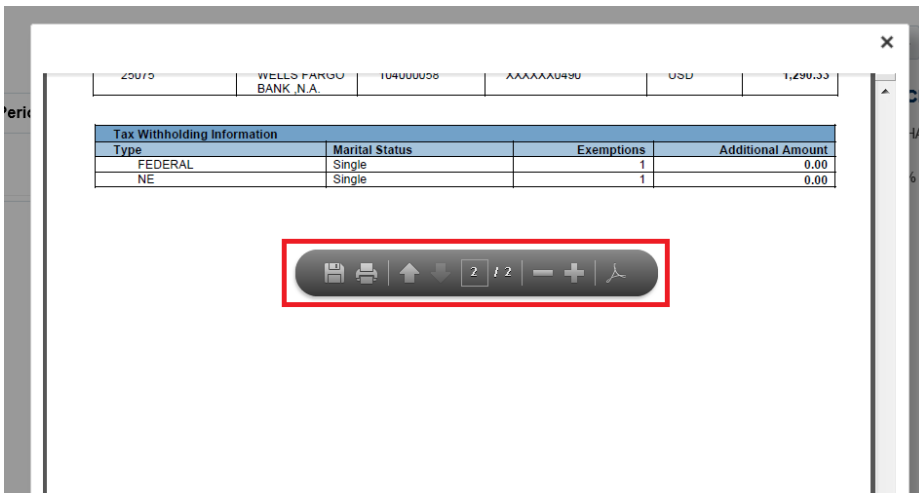 ×
25075 WELLS FARGO 104000058 XXXXXX0490 USD 1,290.33
BANK ,N.A.
Tax Withholding Information
Type Marital Status Exemptions Additional Amount
FEDERAL Single 1 0.00
NE Single 1 0.00
2 / 2
%